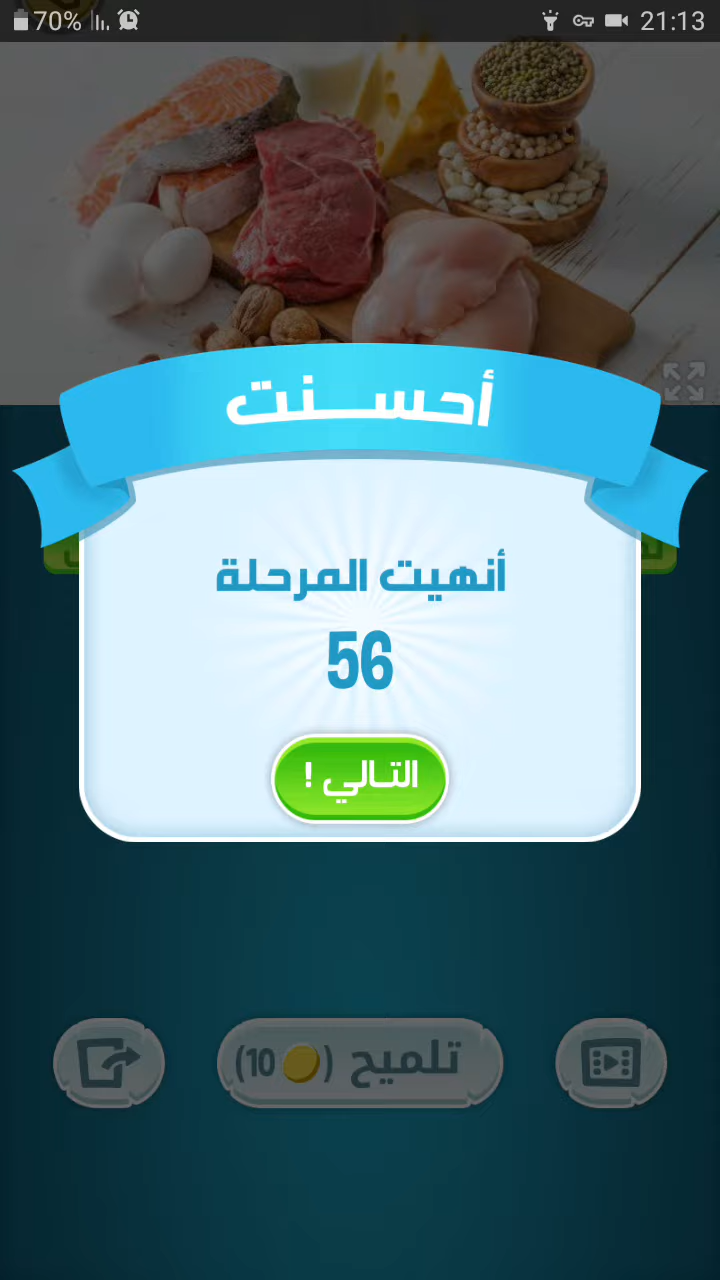 70%
21:13
أحسنت
أنهيت المرحلة
56
التالي !
تلميح (10)